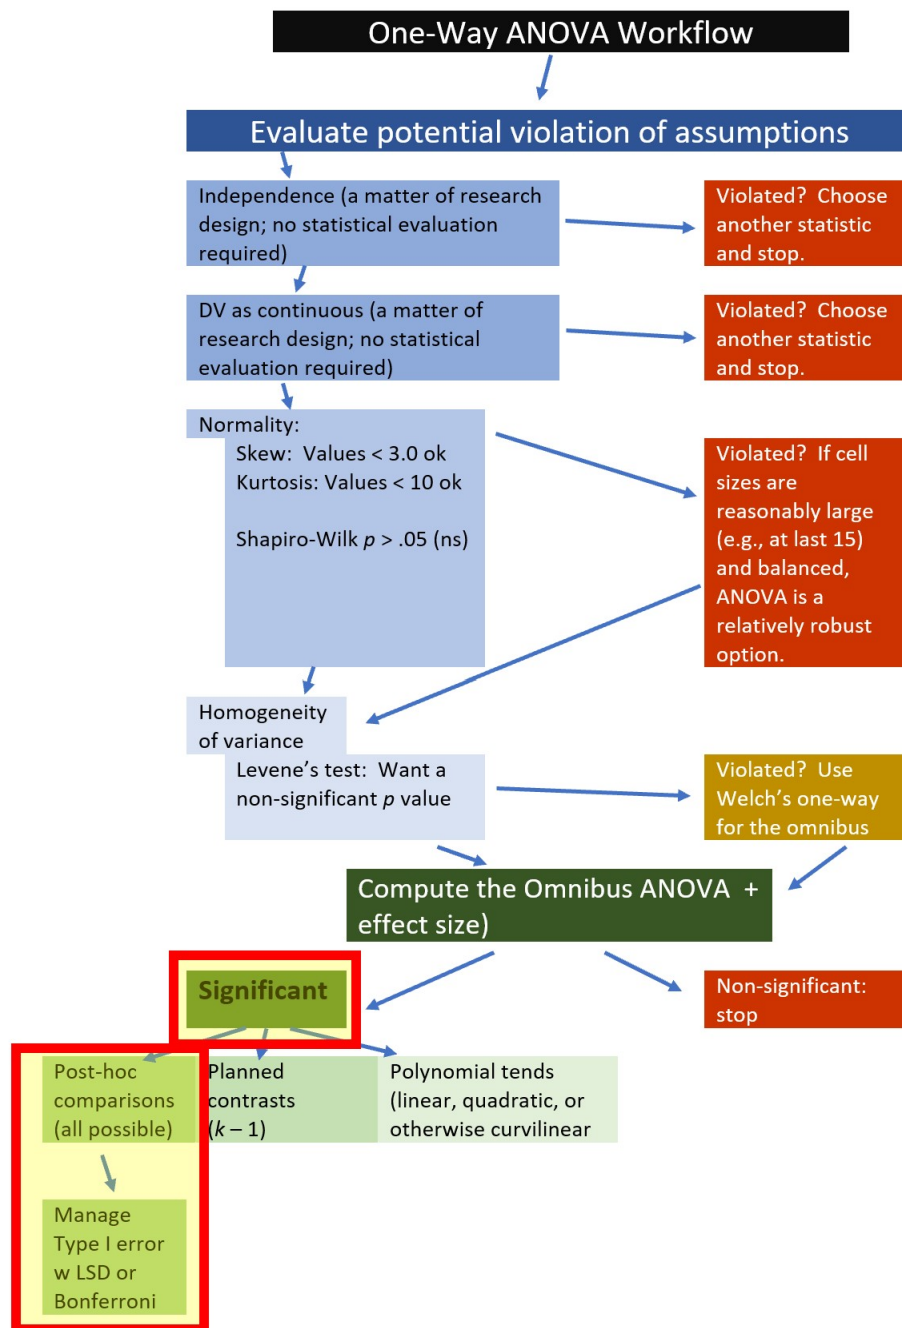 One-Way ANOVA Workflow
Evaluate potential violation of assumptions
Independence (a matter of research
design; no statistical evaluation
required)
Violated?  Choose
another statistic
and stop.
DV as continuous (a matter of
research design; no statistical
evaluation required)
Violated?  Choose
another statistic
and stop.
Normality:
Skew:  Values < 3.0 ok
Kurtosis: Values < 10 ok
Shapiro-Wilk p > .05 (ns)
Violated?  If cell
sizes are
reasonably large
(e.g., at last 15)
and balanced,
ANOVA is a
relatively robust
option.
Homogeneity
of variance
Levene's test:  Want a
non-significant p value
Violated?  Use
Welch's one-way
for the omnibus
Compute the Omnibus ANOVA  +
effect size)
Significant
Non-significant:
stop
Post-hoc
comparisons
(all possible)
Planned
contrasts
(k – 1)
Polynomial tends
(linear, quadratic, or
otherwise curvilinear
Manage
Type I error
w LSD or
Bonferroni